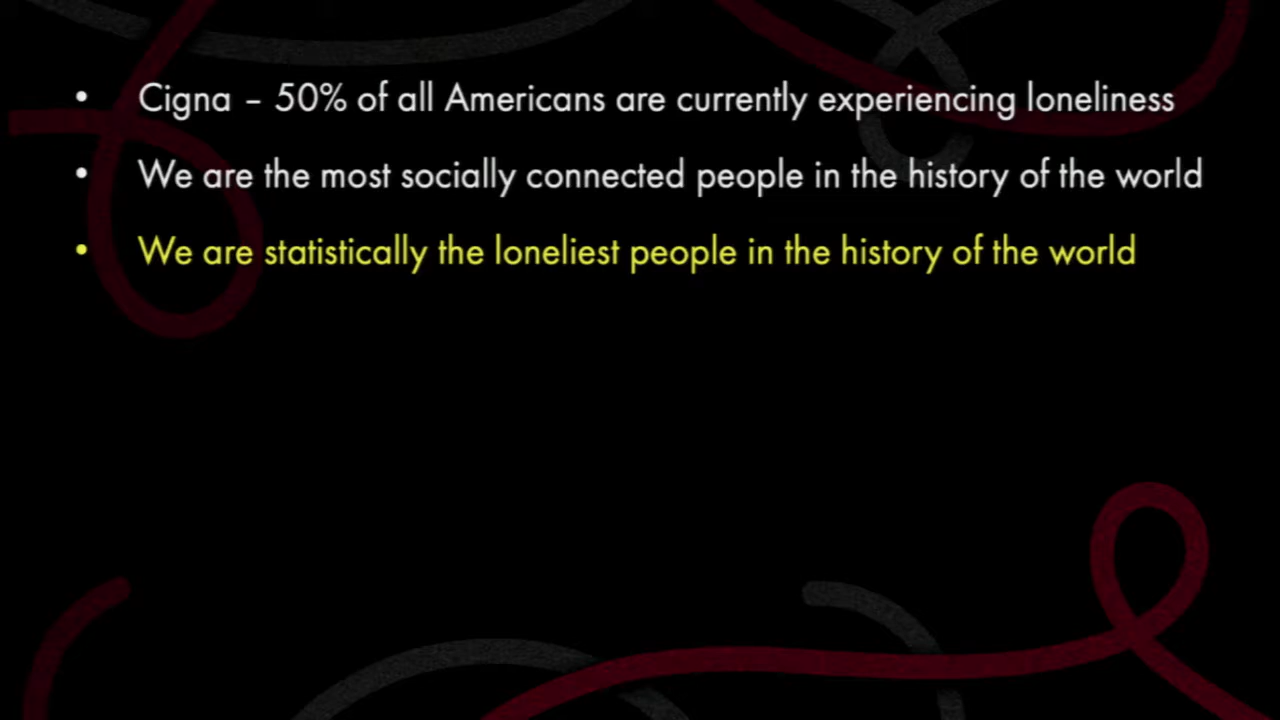 • Cigna – 50% of all Americans are currently experiencing loneliness
• We are the most socially connected people in the history of the world
• We are statistically the loneliest people in the history of the world